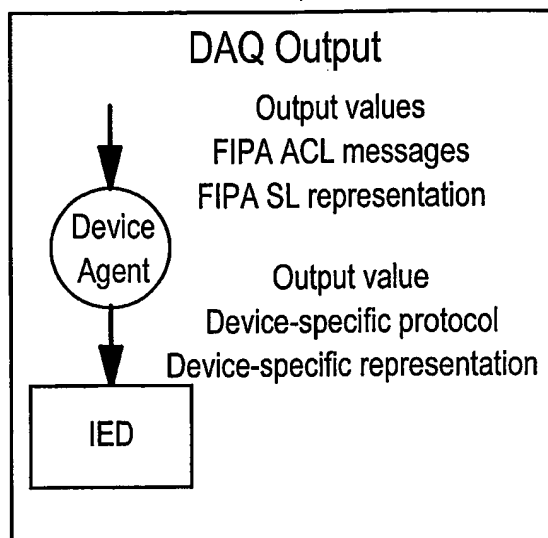 DAQ Output
Output values
FIPA ACL messages
FIPA SL representation
Device
Agent
Output value
Device-specific protocol
Device-specific representation
IED